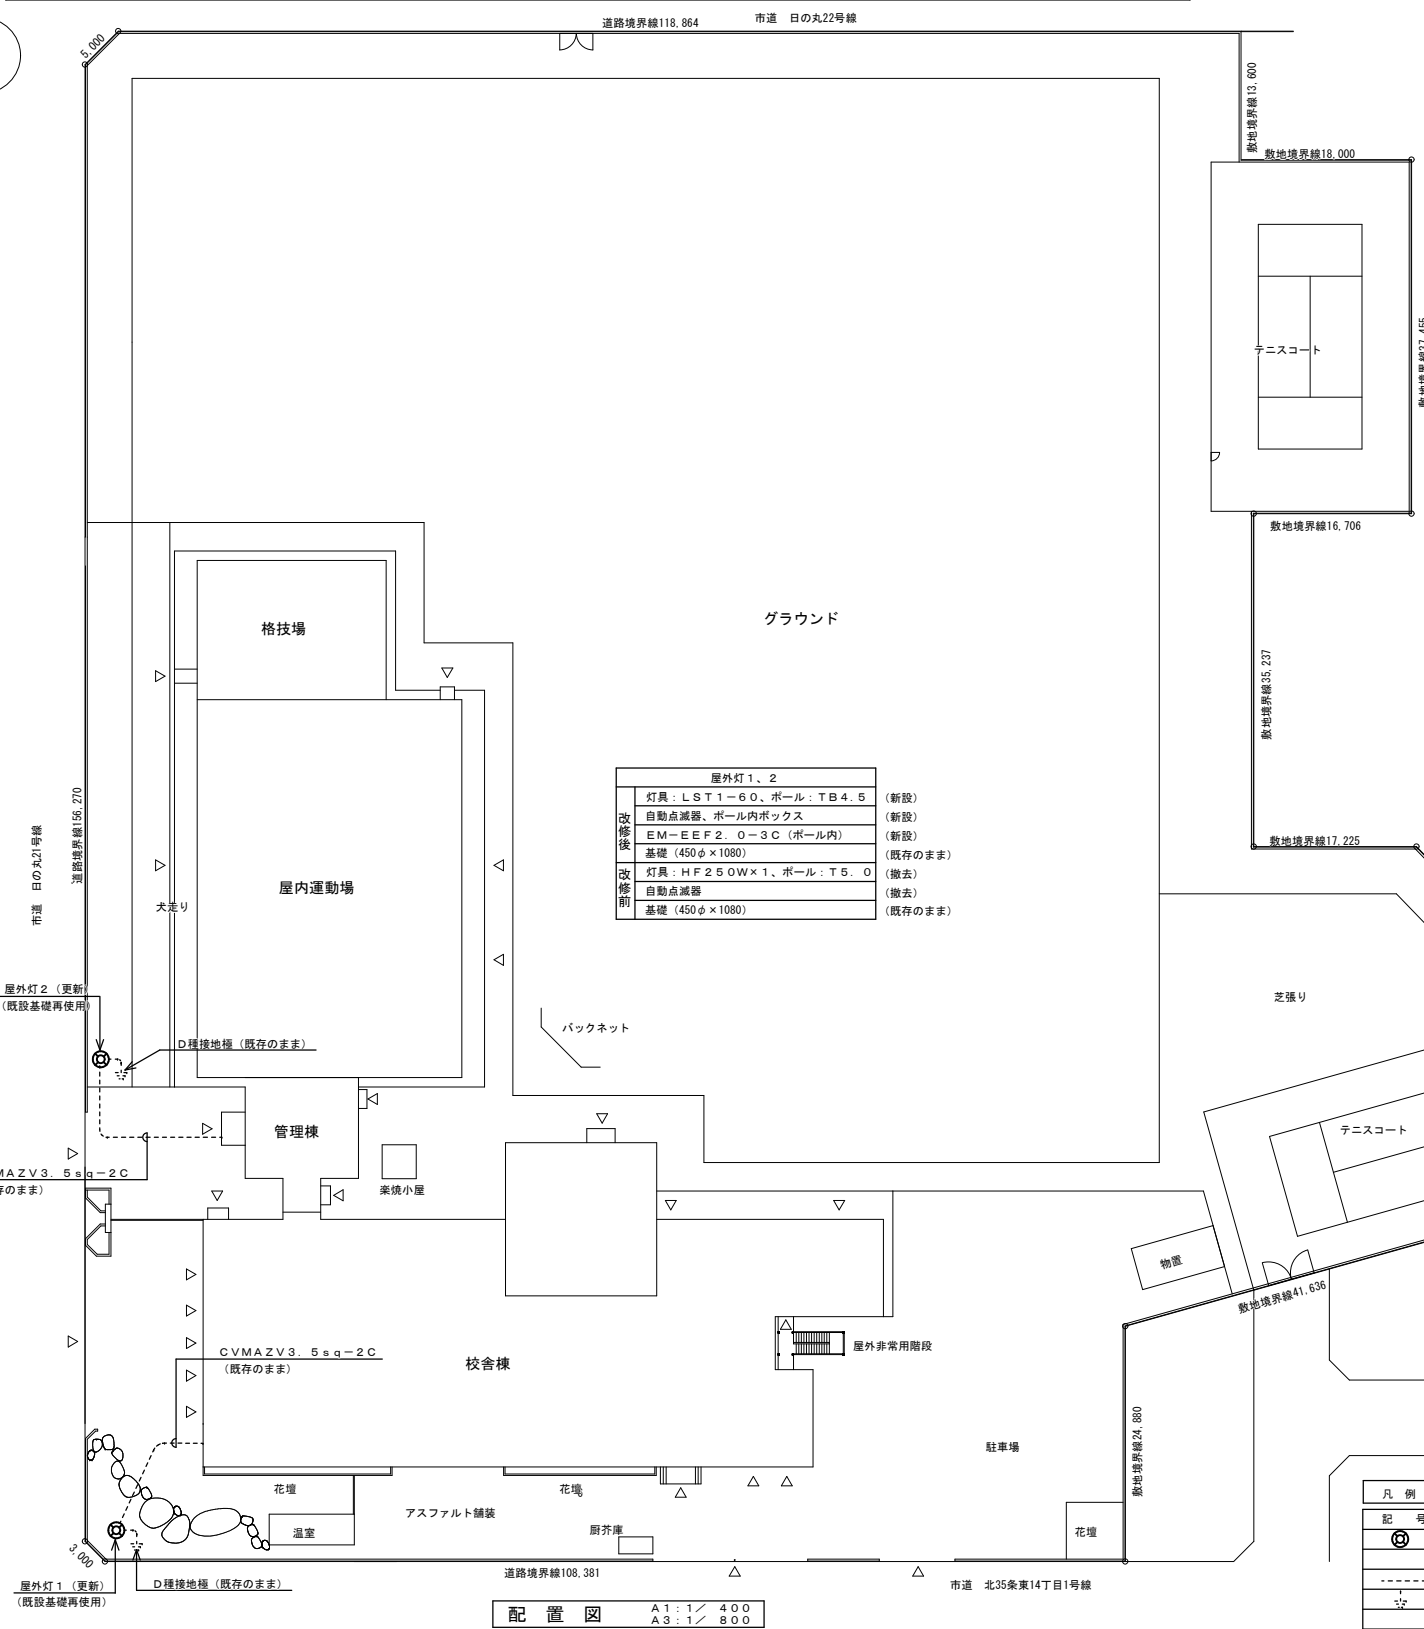 道路境界線118,864
市道　日の丸22号線
5,000
敷地境界線13,600
敷地境界線18,000
テニスコート
敷地境界線37,455
敷地境界線16,706
格技場
グラウンド
敷地境界線35,237
屋外灯１、２
改修後
灯具：ＬＳＴ１－６０、ポール：ＴＢ４．５　（新設）
自動点滅器、ポール内ボックス　（新設）
ＥＭ－ＥＥＦ２．０－３Ｃ（ポール内）　（新設）
基礎（450φ×1080）　（既存のまま）
改修前
灯具：ＨＦ２５０Ｗ×１、ポール：Ｔ５．０　（撤去）
自動点滅器　（撤去）
基礎（450φ×1080）　（既存のまま）
道路境界線156,270
市道　日の丸21号線
屋内運動場
犬走り
敷地境界線17,225
芝張り
屋外灯２（更新）
（既設基礎再使用）
Ｄ種接地極（既存のまま）
バックネット
管理棟
テニスコート
MAZV３．５ｓｑ－２Ｃ
存のまま）
楽焼小屋
物置
敷地境界線41,636
ＣＶＭＡＺＶ３．５ｓｑ－２Ｃ
（既存のまま）
校舎棟
屋外非常用階段
敷地境界線24,880
駐車場
花壇
花壇
アスファルト舗装
温室
厨芥庫
花壇
凡　例
記　号
3,000
屋外灯１（更新）
（既設基礎再使用）
Ｄ種接地極（既存のまま）
道路境界線108,381
市道　北35条東14丁目1号線
配　置　図
Ａ１：１／　４００
Ａ３：１／　８００